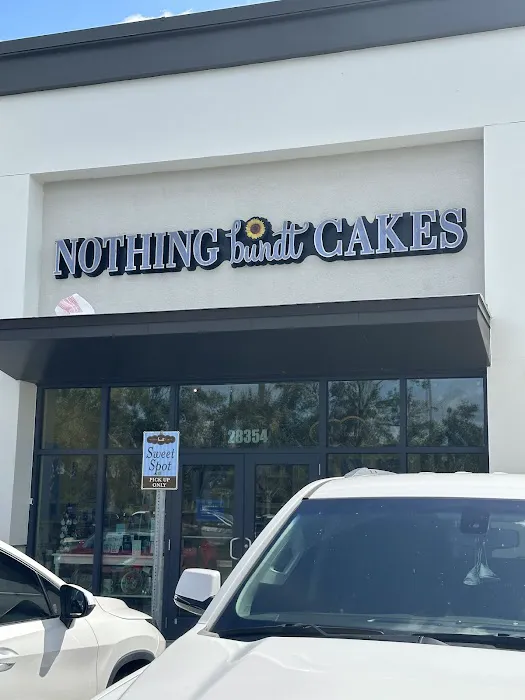 NOTHING bundt CAKES
28354
Sweet
Spot
PICK UP
ONLY